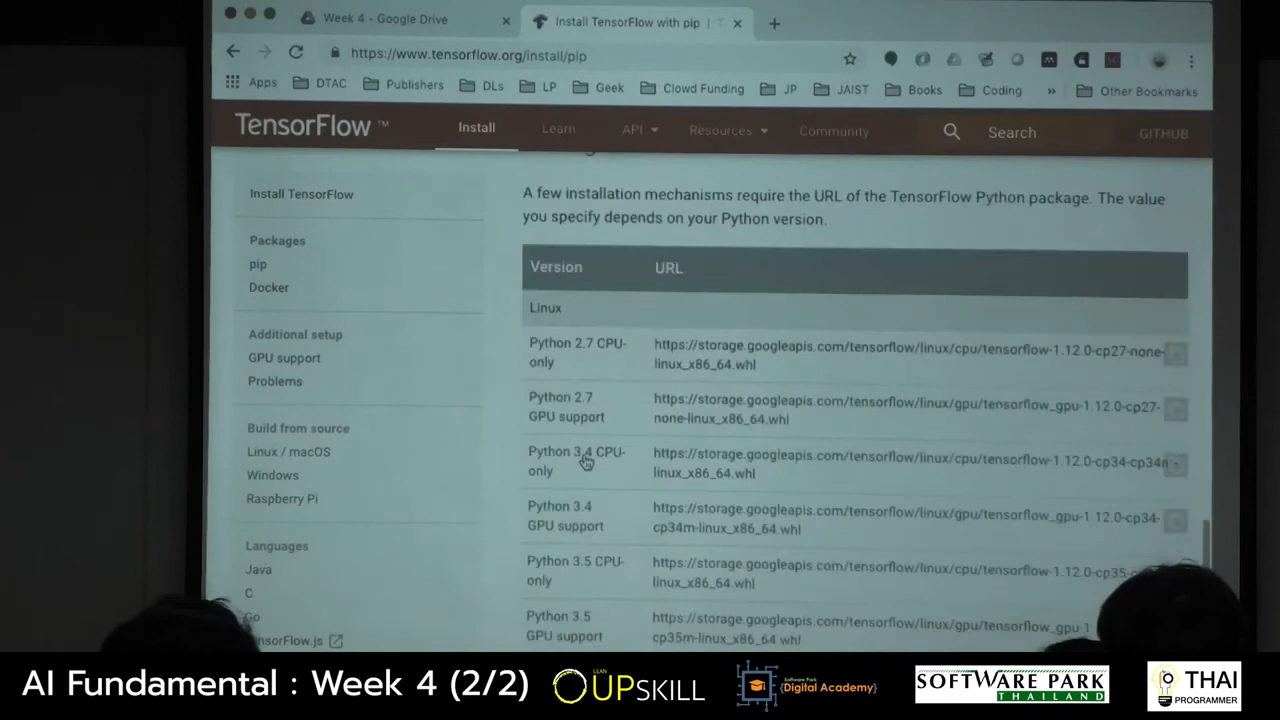 Week 4 - Google Drive
Install TensorFlow with pip
https://www.tensorflow.org/install/pip
Apps DTAC Publishers DLs LP Geek Clowd Funding JP JAIST Books Coding » Other Bookmarks
TensorFlow ™ Install Learn API Resources Community Search GITHUB
Install TensorFlow
Packages
pip
Docker
Additional setup
GPU support
Problems
Build from source
Linux / macOS
Windows
Raspberry Pi
Languages
Java
C
Go
TensorFlow.js
A few installation mechanisms require the URL of the TensorFlow Python package. The value
you specify depends on your Python version.
Version URL
Linux
Python 2.7 CPU-
only
https://storage.googleapis.com/tensorflow/linux/cpu/tensorflow-1.12.0-cp27-none-
linux_x86_64.whl
Python 2.7
GPU support
https://storage.googleapis.com/tensorflow/linux/gpu/tensorflow_gpu-1.12.0-cp27-
none-linux_x86_64.whl
Python 3.4 CPU-
only
https://storage.googleapis.com/tensorflow/linux/cpu/tensorflow-1.12.0-cp34-cp34m
linux_x86_64.whl
Python 3.4
GPU support
https://storage.googleapis.com/tensorflow/linux/gpu/tensorflow_gpu-1.12.0-cp34-
cp34m-linux_x86_64.whl
Python 3.5 CPU-
only
https://storage.googleapis.com/tensorflow/linux/cpu/tensorflow-1.12.0-cp35-
linux_x86_64.whl
Python 3.5
GPU support
https://storage.googleapis.com/tensorflow/linux/gpu/tensorflow_gpu-1
cp35m-linux_x86_64.whl
AI Fundamental : Week 4 (2/2)
LEAN
UPSKILL
Software Park
{Digital Academy}
SOFTWARE PARK
THAILAND
THAI
PROGRAMMER